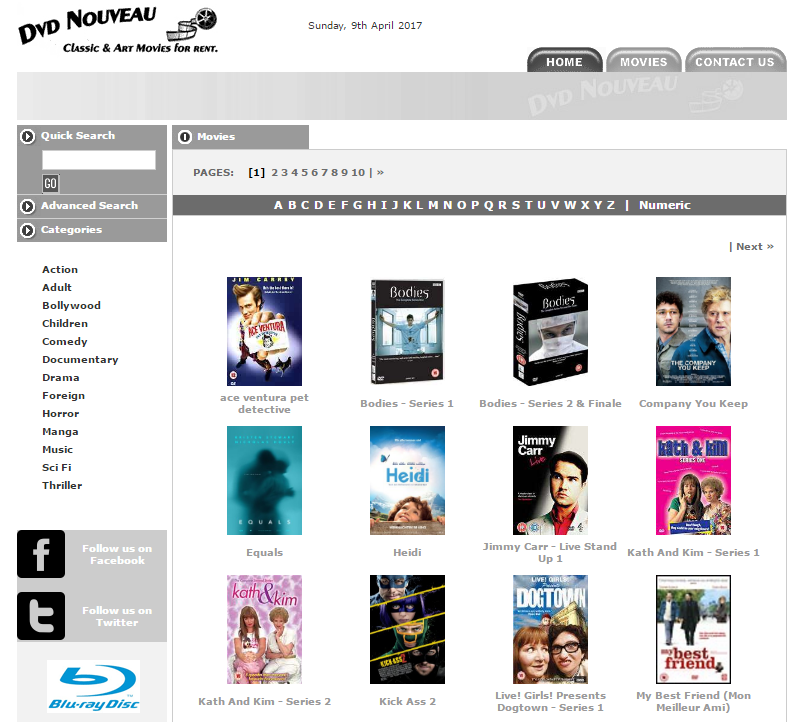 DVD NOUVEAU
CLASSIC & ART MOVIES FOR RENT.
Sunday, 9th April 2017
HOME
MOVIES
CONTACT US
DVD NOUVEAU
Quick Search
GO
Advanced Search
Categories
Action
Adult
Bollywood
Children
Comedy
Documentary
Drama
Foreign
Horror
Manga
Music
Sci Fi
Thriller
Follow us on
Facebook
Follow us on
Twitter
Blu-ray Disc
Movies
PAGES: [1] 2 3 4 5 6 7 8 9 10 | »
A B C D E F G H I J K L M N O P Q R S T U V W X Y Z | Numeric
| Next »
JIM CARREY
ACE VENTURA
ace ventura pet
detective
Bodies
Bodies - Series 1
Bodies
Bodies
Bodies - Series 2 & Finale
THE COMPANY
YOU KEEP
Company You Keep
EQUALS
Equals
Heidi
Heidi
Jimmy
Carr
Live
Jimmy Carr - Live Stand
Up 1
kath & kim
SERIES ONE
Kath And Kim - Series 1
kath
& kim
Kath And Kim - Series 2
KICK-ASS 2
Kick Ass 2
LIVE! GIRLS!
Presents
DOGTOWN
Live! Girls! Presents
Dogtown - Series 1
my best
friend
My Best Friend (Mon
Meilleur Ami)